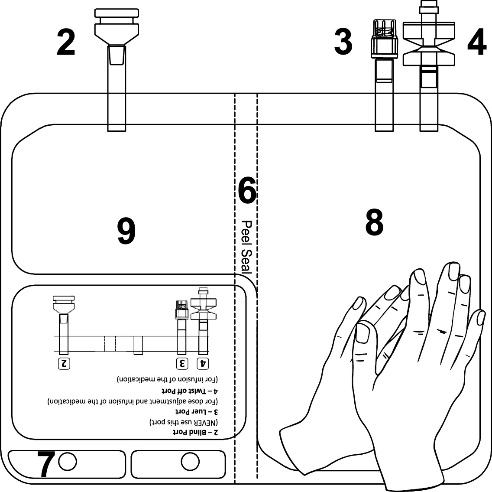 2
3
4
6
Peel Seal
9
8
2 – Blind Port
(NEVER use this port)
3 – Luer Port
(For dose adjustment and infusion of the medication)
4 – Twist off Port
(For infusion of the medication)
4
3
2
7